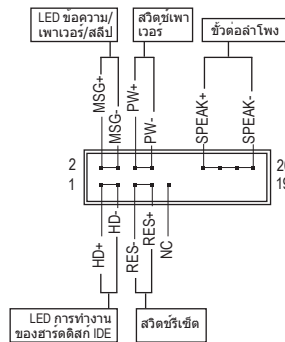 LED ข้อความ/
เพาเวอร์/สลีป
สวิตช์เพา
เวอร์
ขั้วต่อลำโพง
MSG+
MSG-
PW+
PW-
SPEAK+
SPEAK-
2
20
1
19
HD+
HD-
RES-
RES+
NC
LED การทำงาน
ของฮาร์ดดิสก์ IDE
สวิตช์รีเซ็ต